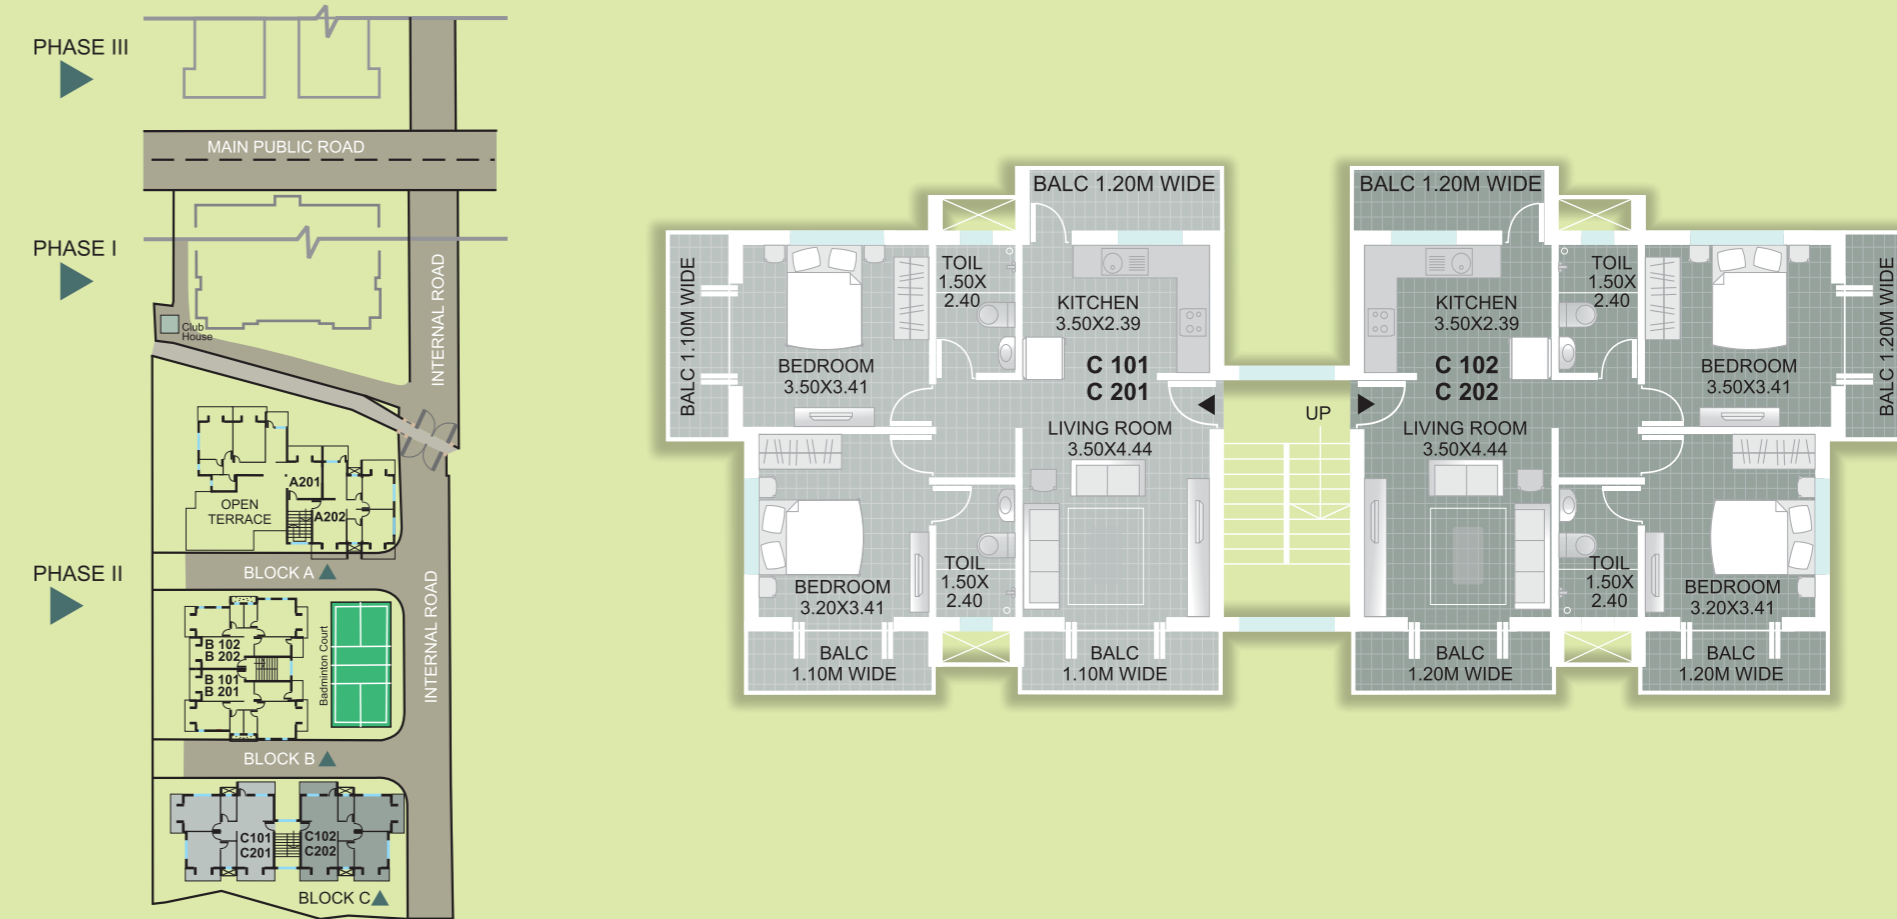 PHASE III
MAIN PUBLIC ROAD
PHASE I
INTERNAL ROAD
Club
House
A201
OPEN
TERRACE
A202
BLOCK A
PHASE II
INTERNAL ROAD
B 102
B 202
B 101
B 201
Badminton Court
BLOCK B
C101
C201
C102
C202
BLOCK C
BALC 1.20M WIDE
BALC 1.10M WIDE
TOIL
1.50X
2.40
KITCHEN
3.50X2.39
BEDROOM
3.50X3.41
C 101
C 201
LIVING ROOM
3.50X4.44
BEDROOM
3.20X3.41
TOIL
1.50X
2.40
BALC
1.10M WIDE
BALC
1.10M WIDE
UP
BALC 1.20M WIDE
KITCHEN
3.50X2.39
TOIL
1.50X
2.40
C 102
C 202
BEDROOM
3.50X3.41
BALC 1.20M WIDE
LIVING ROOM
3.50X4.44
TOIL
1.50X
2.40
BEDROOM
3.20X3.41
BALC
1.20M WIDE
BALC
1.20M WIDE